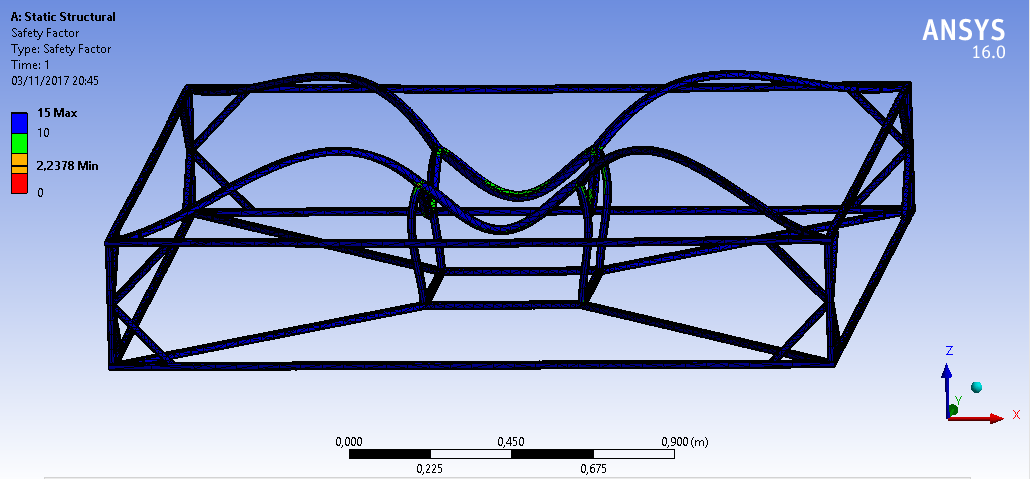 A: Static Structural
Safety Factor
Type: Safety Factor
Time: 1
03/11/2017 20:45
15 Max
10
2,2378 Min
0
ANSYS
16.0
Z
Y
X
0,000
0,450
0,900 (m)
0,225
0,675